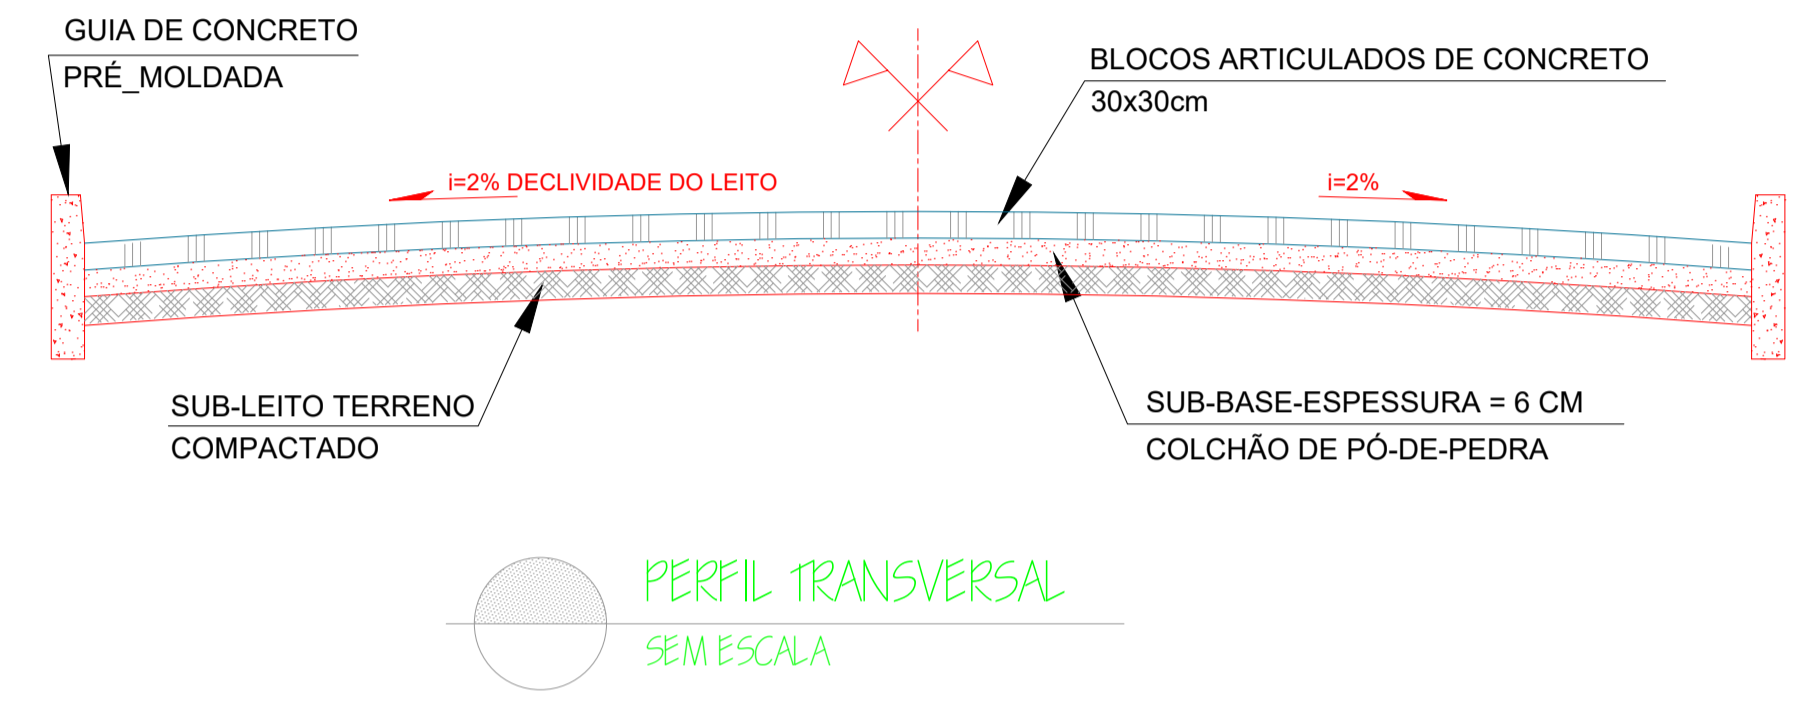 GUIA DE CONCRETO
PRÉ_MOLDADA
BLOCOS ARTICULADOS DE CONCRETO
30x30cm
i=2% DECLIVIDADE DO LEITO
i=2%
SUB-LEITO TERRENO
COMPACTADO
SUB-BASE-ESPESSURA = 6 CM
COLCHÃO DE PÓ-DE-PEDRA
PERFIL TRANSVERSAL
SEM ESCALA